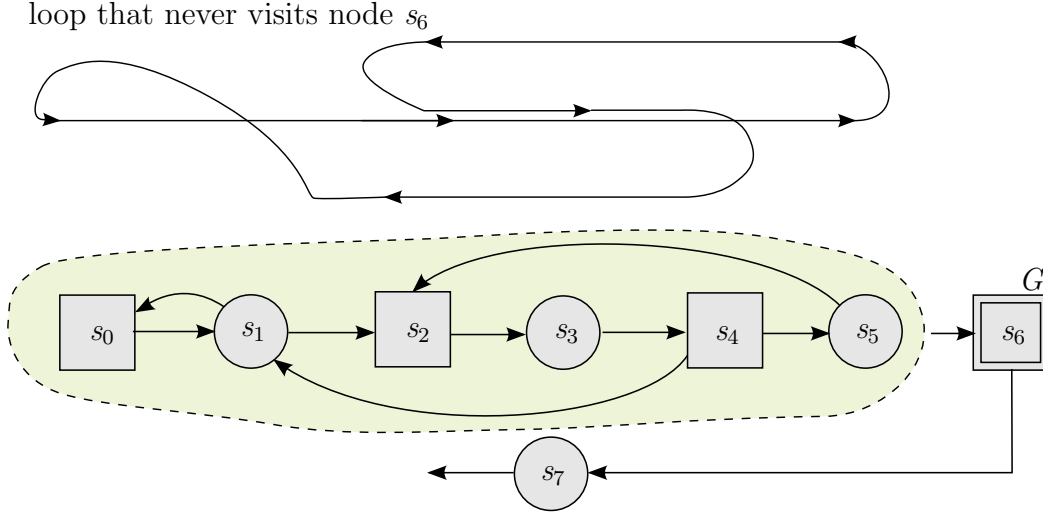 loop that never visits node s₆
G
s₀ s₁ s₂ s₃ s₄ s₅ s₆
s₇